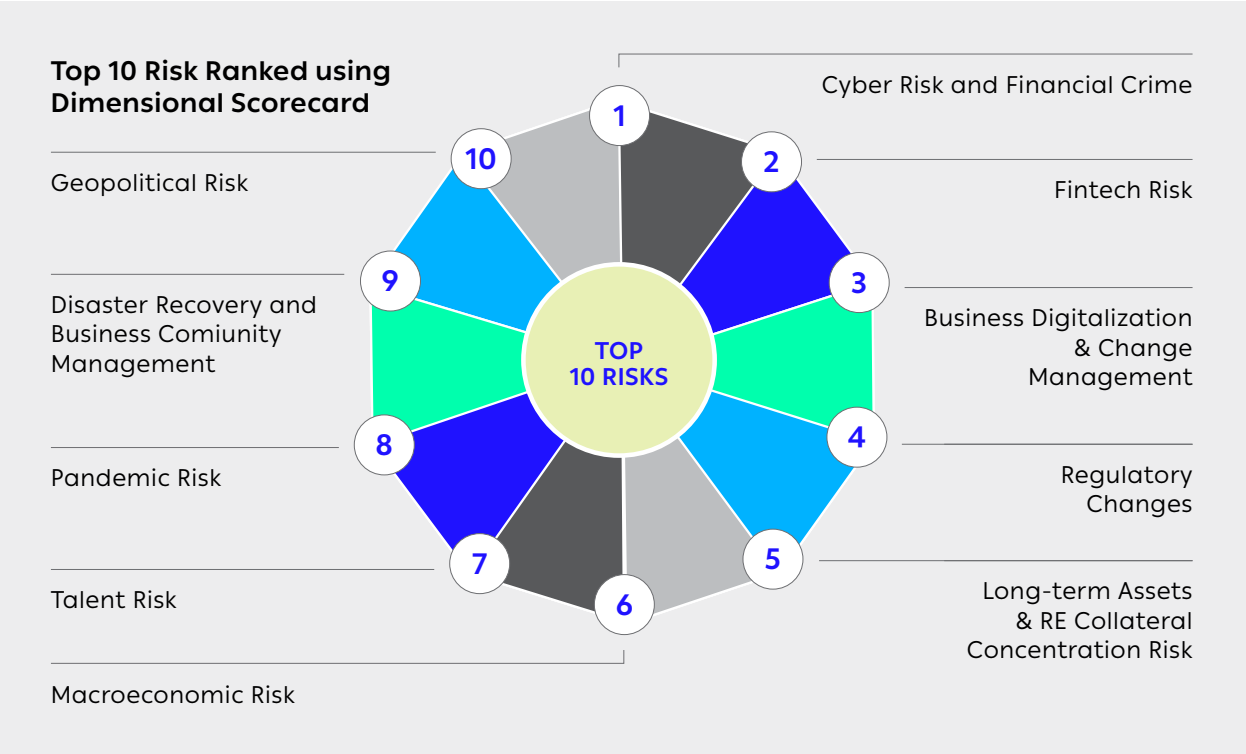 Top 10 Risk Ranked using
Dimensional Scorecard
1
Cyber Risk and Financial Crime
2
Fintech Risk
3
Business Digitalization
& Change
Management
4
Regulatory
Changes
5
Long-term Assets
& RE Collateral
Concentration Risk
6
Macroeconomic Risk
7
Talent Risk
8
Pandemic Risk
9
Disaster Recovery and
Business Comiunity
Management
10
Geopolitical Risk
TOP
10 RISKS